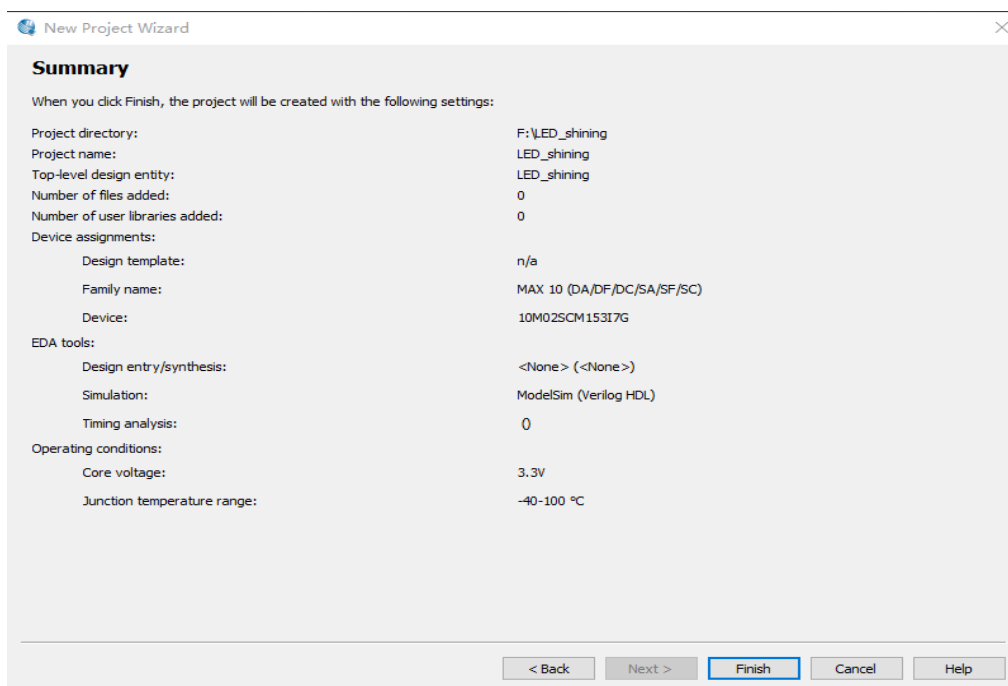 New Project Wizard
Summary
When you click Finish, the project will be created with the following settings:
Project directory: F:\LED_shining
Project name: LED_shining
Top-level design entity: LED_shining
Number of files added: 0
Number of user libraries added: 0
Device assignments:
Design template: n/a
Family name: MAX 10 (DA/DF/DC/SA/SF/SC)
Device: 10M02SCM153I7G
EDA tools:
Design entry/synthesis: <None> (<None>)
Simulation: ModelSim (Verilog HDL)
Timing analysis: 0
Operating conditions:
Core voltage: 3.3V
Junction temperature range: -40-100 ℃
< Back Next > Finish Cancel Help